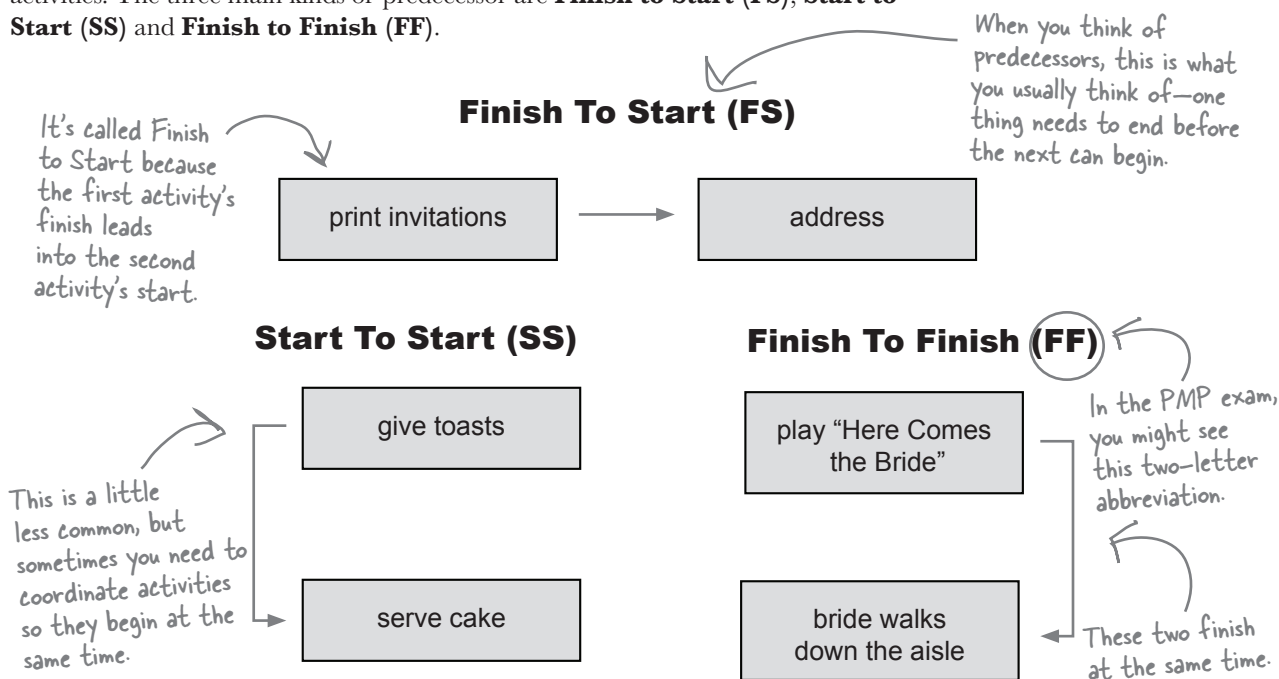 activities. The three main kinds of predecessor are Finish to Start (FS), Start to
Start (SS) and Finish to Finish (FF).
When you think of
predecessors, this is what
you usually think of—one
thing needs to end before
the next can begin.
Finish To Start (FS)
It's called Finish
to Start because
the first activity's
finish leads
into the second
activity's start.
print invitations
address
Start To Start (SS)
give toasts
serve cake
This is a little
less common, but
sometimes you need to
coordinate activities
so they begin at the
same time.
Finish To Finish (FF)
play “Here Comes
the Bride”
bride walks
down the aisle
In the PMP exam,
you might see
this two-letter
abbreviation.
These two finish
at the same time.